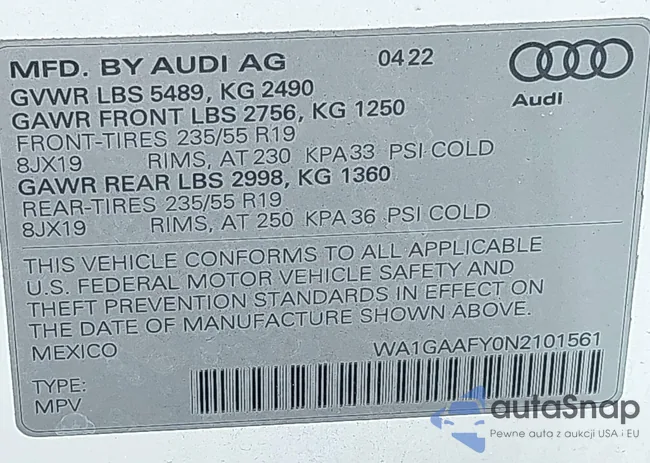 MFD. BY AUDI AG 04 22
Audi
GVWR LBS 5489, KG 2490
GAWR FRONT LBS 2756, KG 1250
FRONT-TIRES 235/55 R19
8JX19 RIMS, AT 230 KPA 33 PSI COLD
GAWR REAR LBS 2998, KG 1360
REAR-TIRES 235/55 R19
8JX19 RIMS, AT 250 KPA 36 PSI COLD
THIS VEHICLE CONFORMS TO ALL APPLICABLE
U.S. FEDERAL MOTOR VEHICLE SAFETY AND
THEFT PREVENTION STANDARDS IN EFFECT ON
THE DATE OF MANUFACTURE SHOWN ABOVE.
MEXICO WA1GAAFY0N2101561
TYPE:
MPV
autaSnap
Pewne auta z aukcji USA i EU